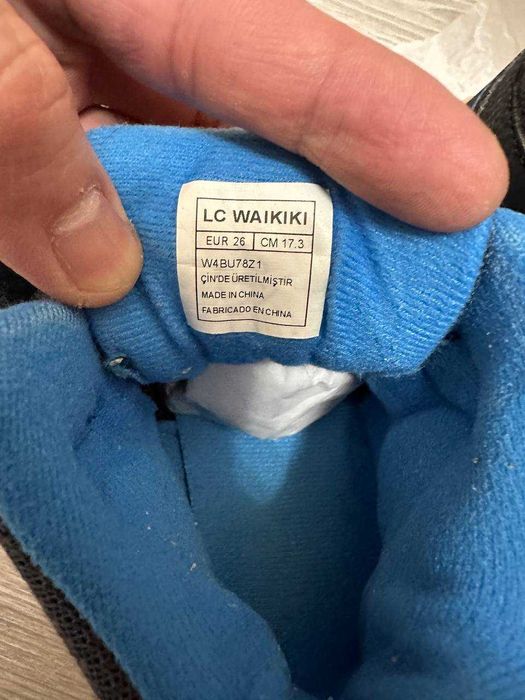 LC WAIKIKI
EUR 26 CM 17.3
W4BU78Z1
ÇİN'DE ÜRETİLMİŞTİR
MADE IN CHINA
FABRICADO EN CHINA